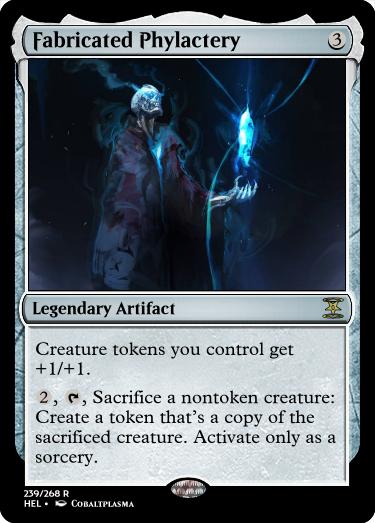 Fabricated Phylactery 3
Legendary Artifact
Creature tokens you control get
+1/+1.
2, , Sacrifice a nontoken creature:
Create a token that's a copy of the
sacrificed creature. Activate only as a
sorcery.
239/268 R
HEL • Cobaltplasma